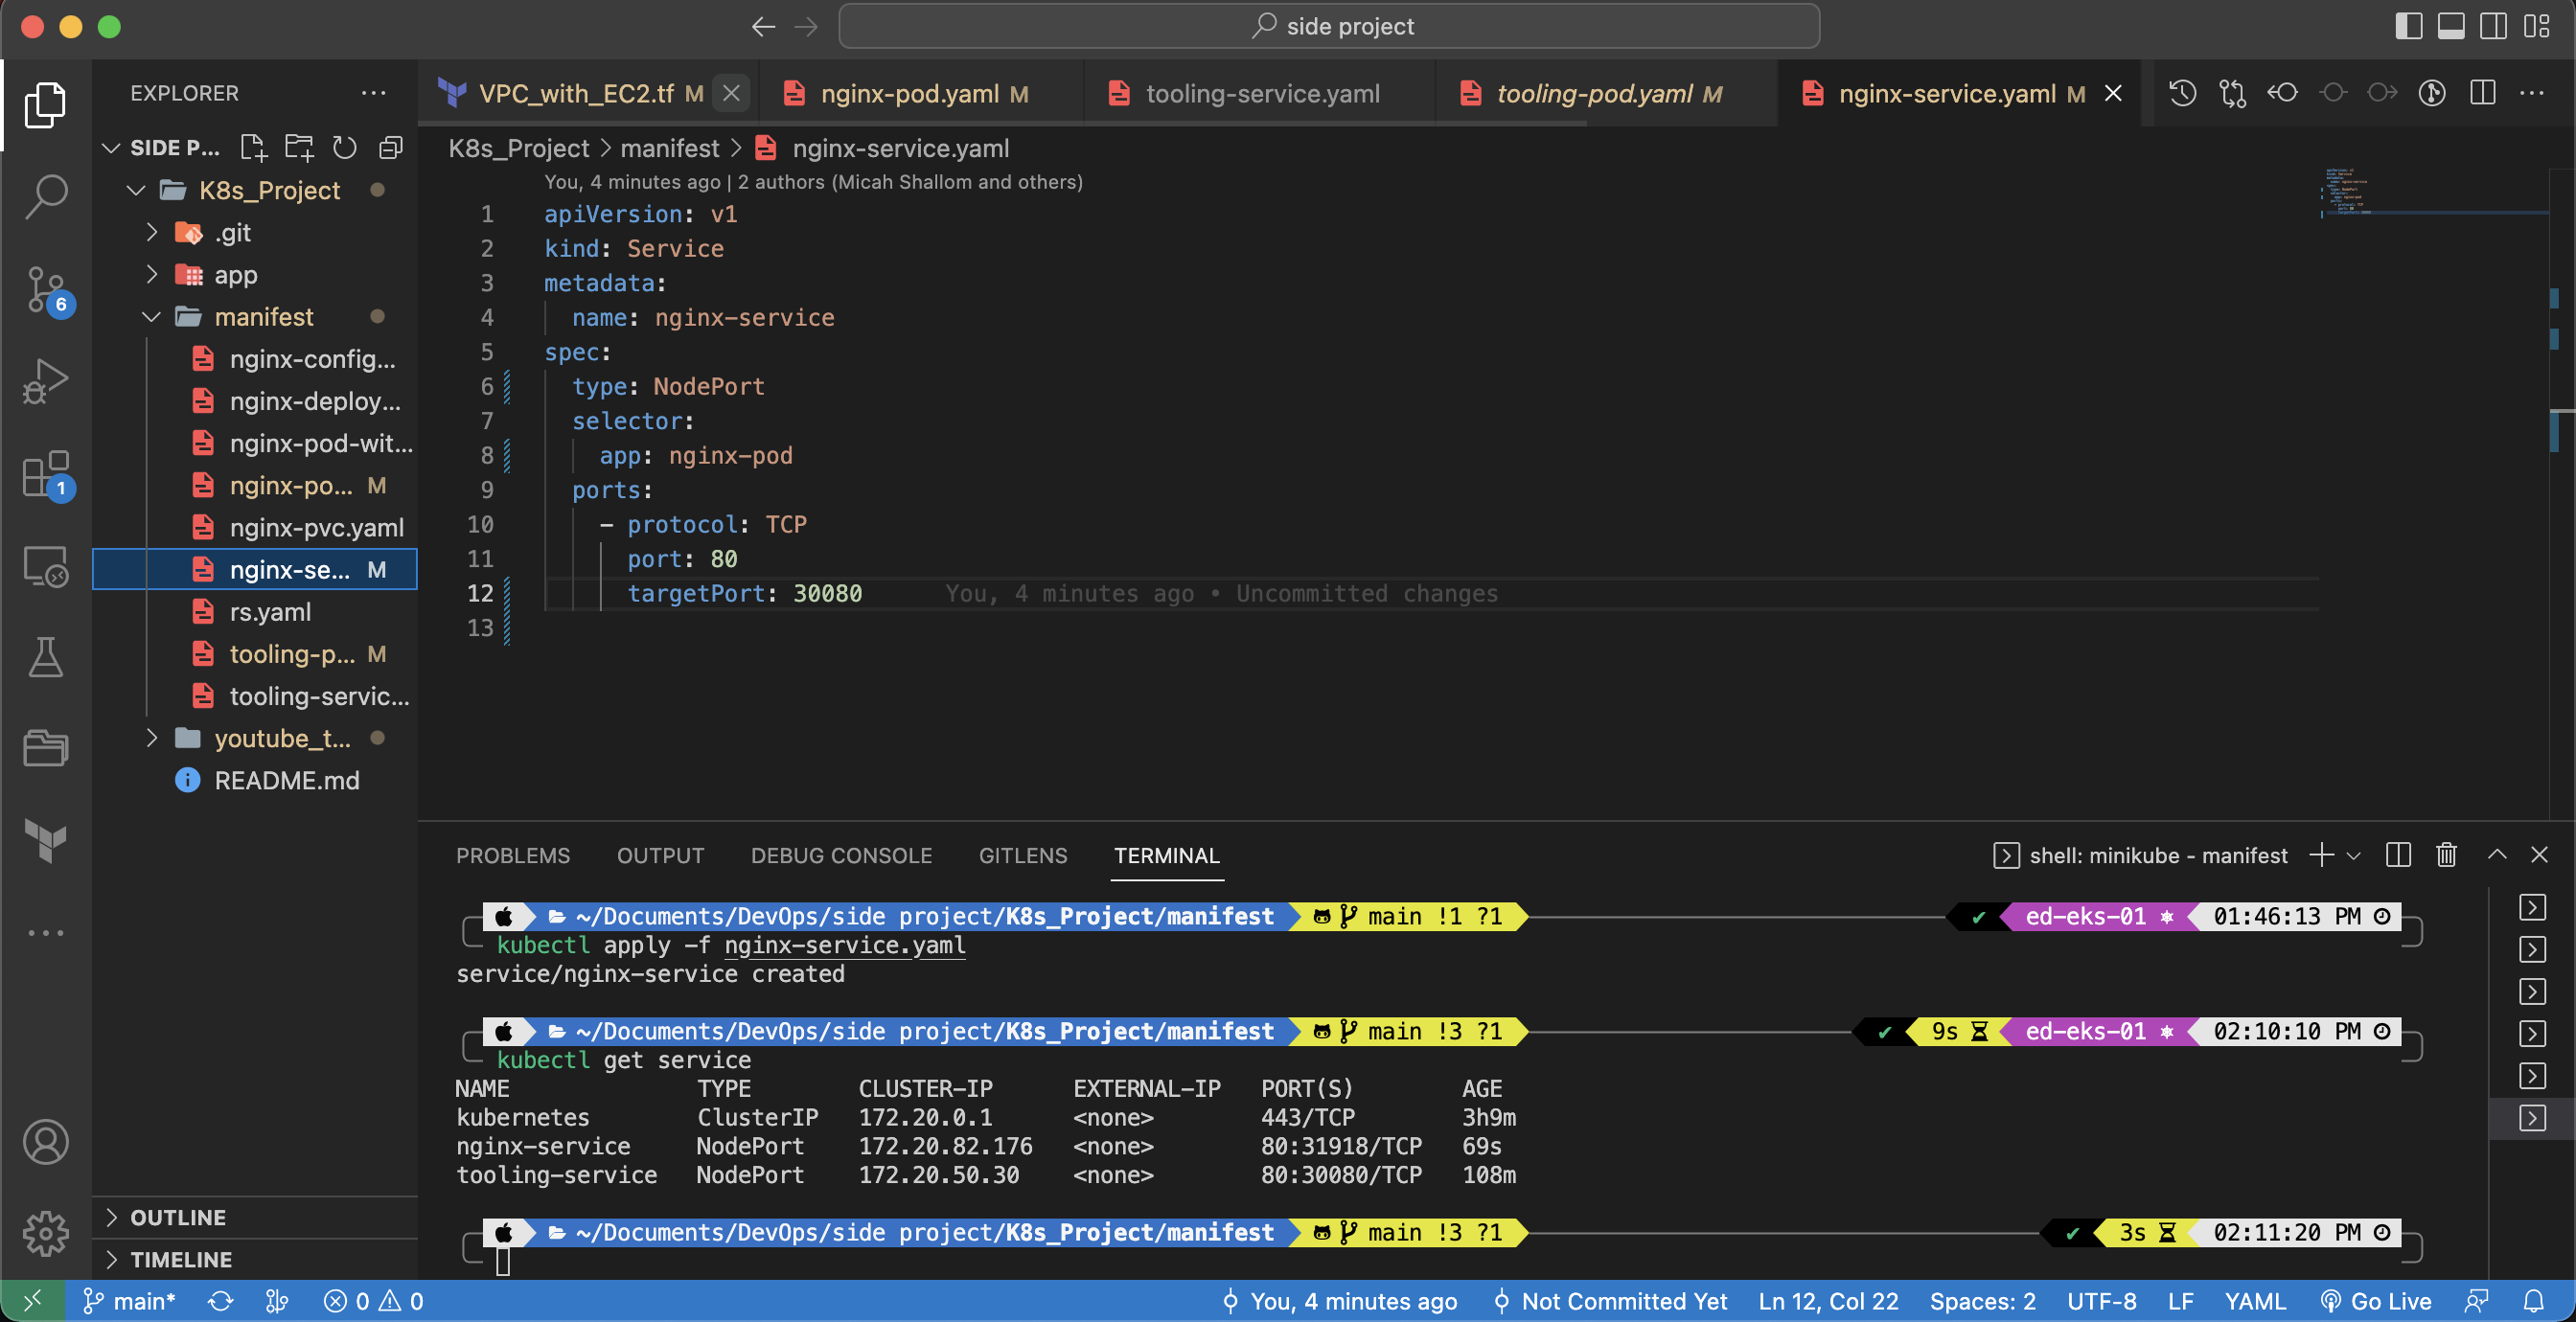 side project
EXPLORER
SIDE P...
K8s_Project
.git
app
manifest
nginx-config...
nginx-deploy...
nginx-pod-wit...
nginx-po... M
nginx-pvc.yaml
nginx-se... M
rs.yaml
tooling-p... M
tooling-servic...
youtube_t...
README.md
OUTLINE
TIMELINE
6
1
VPC_with_EC2.tf M
nginx-pod.yaml M
tooling-service.yaml
tooling-pod.yaml M
nginx-service.yaml M
K8s_Project > manifest > nginx-service.yaml
You, 4 minutes ago | 2 authors (Micah Shallom and others)
1 apiVersion: v1
2 kind: Service
3 metadata:
4 name: nginx-service
5 spec:
6 type: NodePort
7 selector:
8 app: nginx-pod
9 ports:
10 - protocol: TCP
11 port: 80
12 targetPort: 30080 You, 4 minutes ago • Uncommitted changes
13
PROBLEMS OUTPUT DEBUG CONSOLE GITLENS TERMINAL
shell: minikube - manifest
~/Documents/DevOps/side project/K8s_Project/manifest main !1 ?1 ✔ ed-eks-01 01:46:13 PM
kubectl apply -f nginx-service.yaml
service/nginx-service created
~/Documents/DevOps/side project/K8s_Project/manifest main !3 ?1 ✔ 9s ed-eks-01 02:10:10 PM
kubectl get service
NAME TYPE CLUSTER-IP EXTERNAL-IP PORT(S) AGE
kubernetes ClusterIP 172.20.0.1 <none> 443/TCP 3h9m
nginx-service NodePort 172.20.82.176 <none> 80:31918/TCP 69s
tooling-service NodePort 172.20.50.30 <none> 80:30080/TCP 108m
~/Documents/DevOps/side project/K8s_Project/manifest main !3 ?1 ✔ 3s 02:11:20 PM
main* 0 0 You, 4 minutes ago Not Committed Yet Ln 12, Col 22 Spaces: 2 UTF-8 LF YAML Go Live